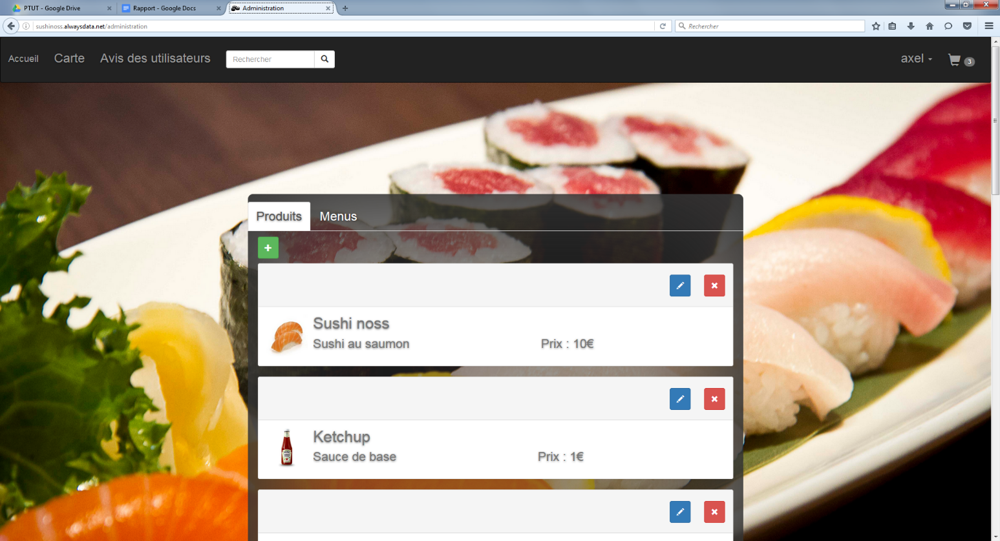 PTUT - Google Drive
Rapport - Google Docs
Administration
sushinoss.alwaysdata.net/administration
Rechercher
Accueil
Carte
Avis des utilisateurs
Rechercher
axel
3
Produits
Menus
Sushi noss
Sushi au saumon
Prix : 10€
Ketchup
Sauce de base
Prix : 1€